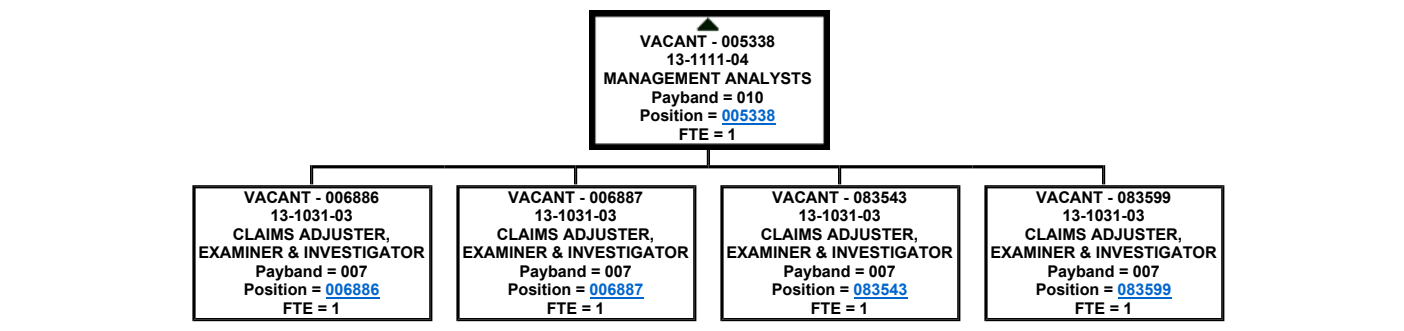 VACANT - 005338
13-1111-04
MANAGEMENT ANALYSTS
Payband = 010
Position = 005338
FTE = 1
VACANT - 006886
13-1031-03
CLAIMS ADJUSTER,
EXAMINER & INVESTIGATOR
Payband = 007
Position = 006886
FTE = 1
VACANT - 006887
13-1031-03
CLAIMS ADJUSTER,
EXAMINER & INVESTIGATOR
Payband = 007
Position = 006887
FTE = 1
VACANT - 083543
13-1031-03
CLAIMS ADJUSTER,
EXAMINER & INVESTIGATOR
Payband = 007
Position = 083543
FTE = 1
VACANT - 083599
13-1031-03
CLAIMS ADJUSTER,
EXAMINER & INVESTIGATOR
Payband = 007
Position = 083599
FTE = 1